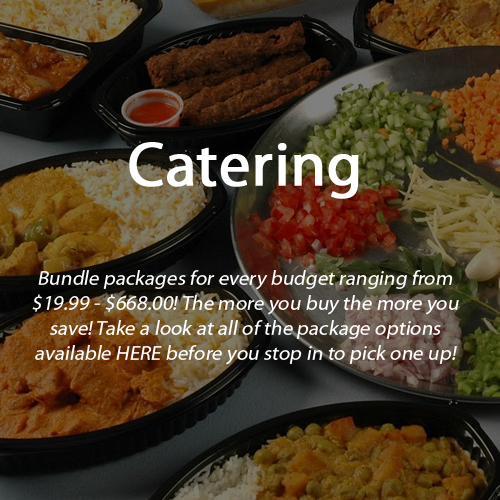 Catering
Bundle packages for every budget ranging from
$19.99 - $668.00! The more you buy the more you
save! Take a look at all of the package options
available HERE before you stop in to pick one up!